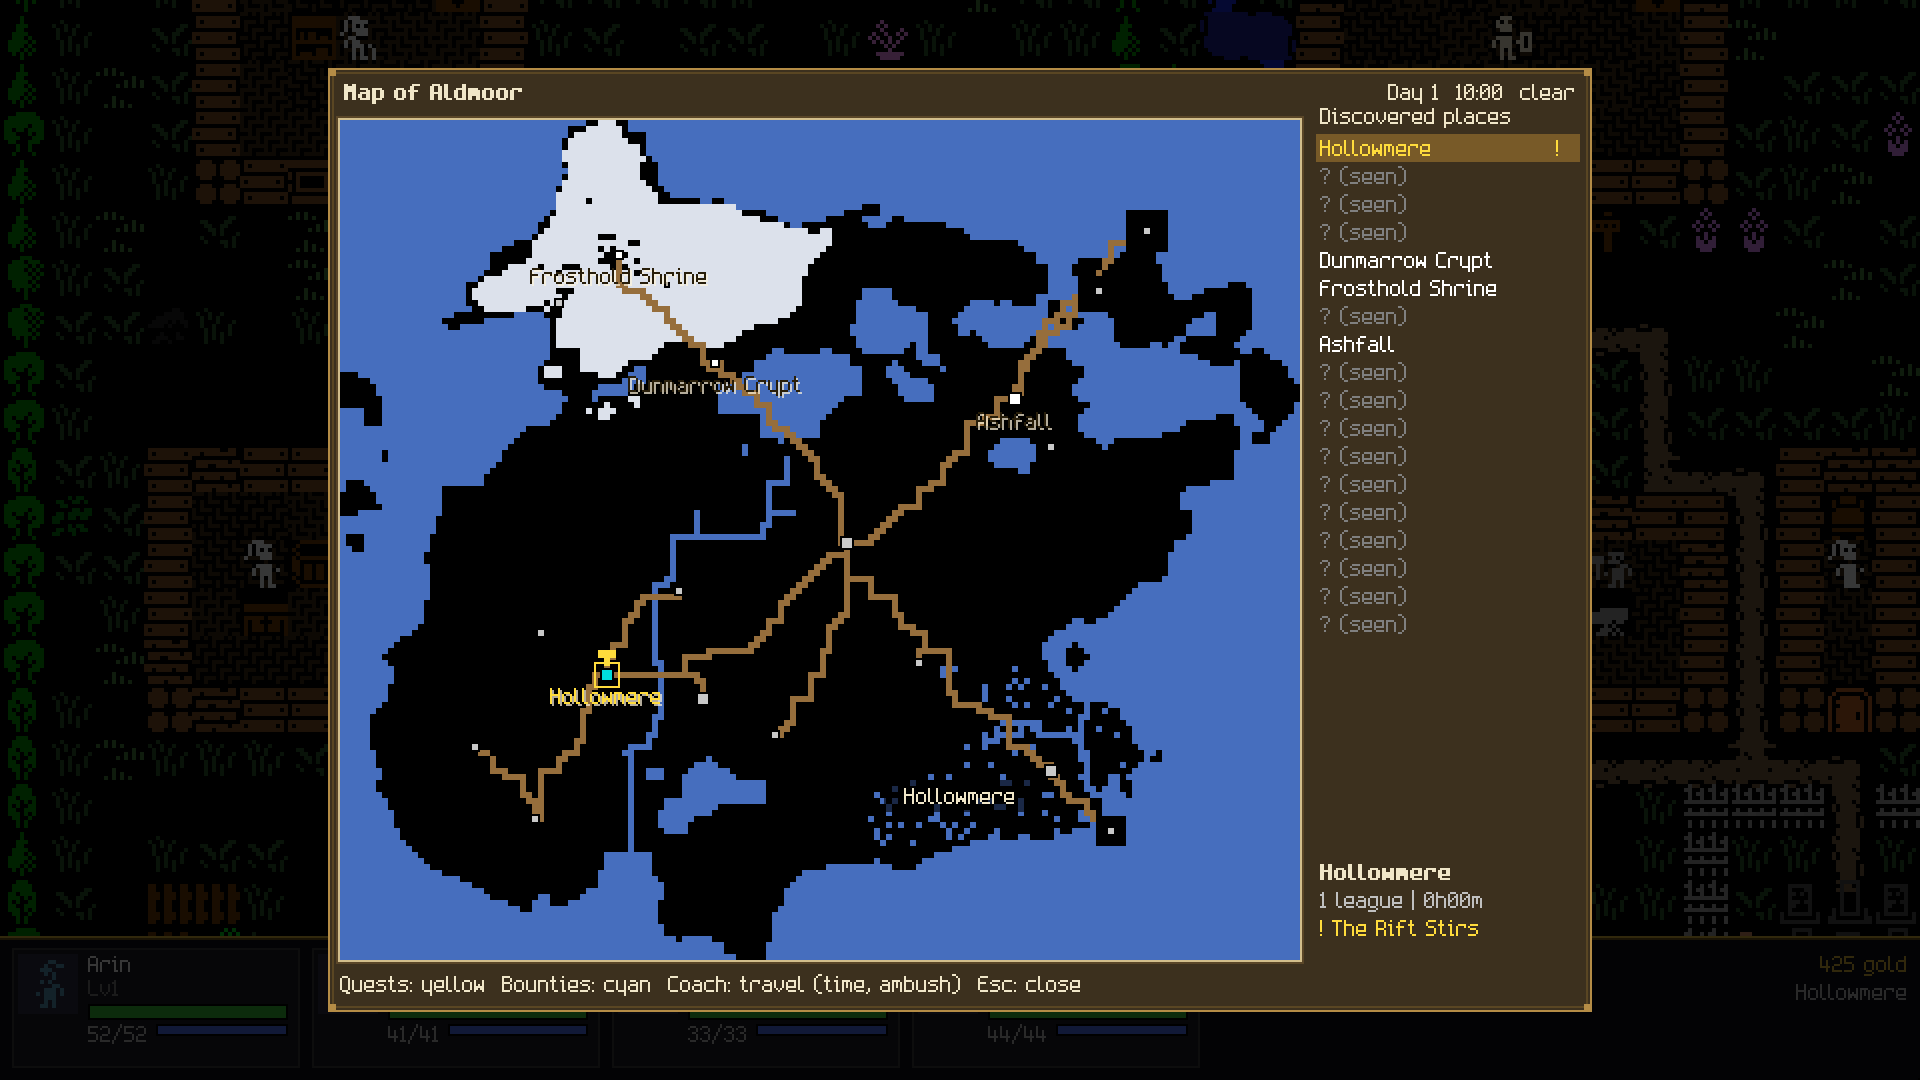 Map of Aldmoor
Day 1 10:00 clear
Discovered places
Hollowmere !
? (seen)
? (seen)
? (seen)
Dunmarrow Crypt
Frosthold Shrine
? (seen)
Ashfall
? (seen)
? (seen)
? (seen)
? (seen)
? (seen)
? (seen)
? (seen)
? (seen)
? (seen)
? (seen)
Frosthold Shrine
Dunmarrow Crypt
Ashfall
Hollowmere
Hollowmere
Hollowmere
1 league | 0h00m
! The Rift Stirs
Quests: yellow Bounties: cyan Coach: travel (time, ambush) Esc: close
Arin
Lv1
52/52
41/41
33/33
44/44
425 gold
Hollowmere